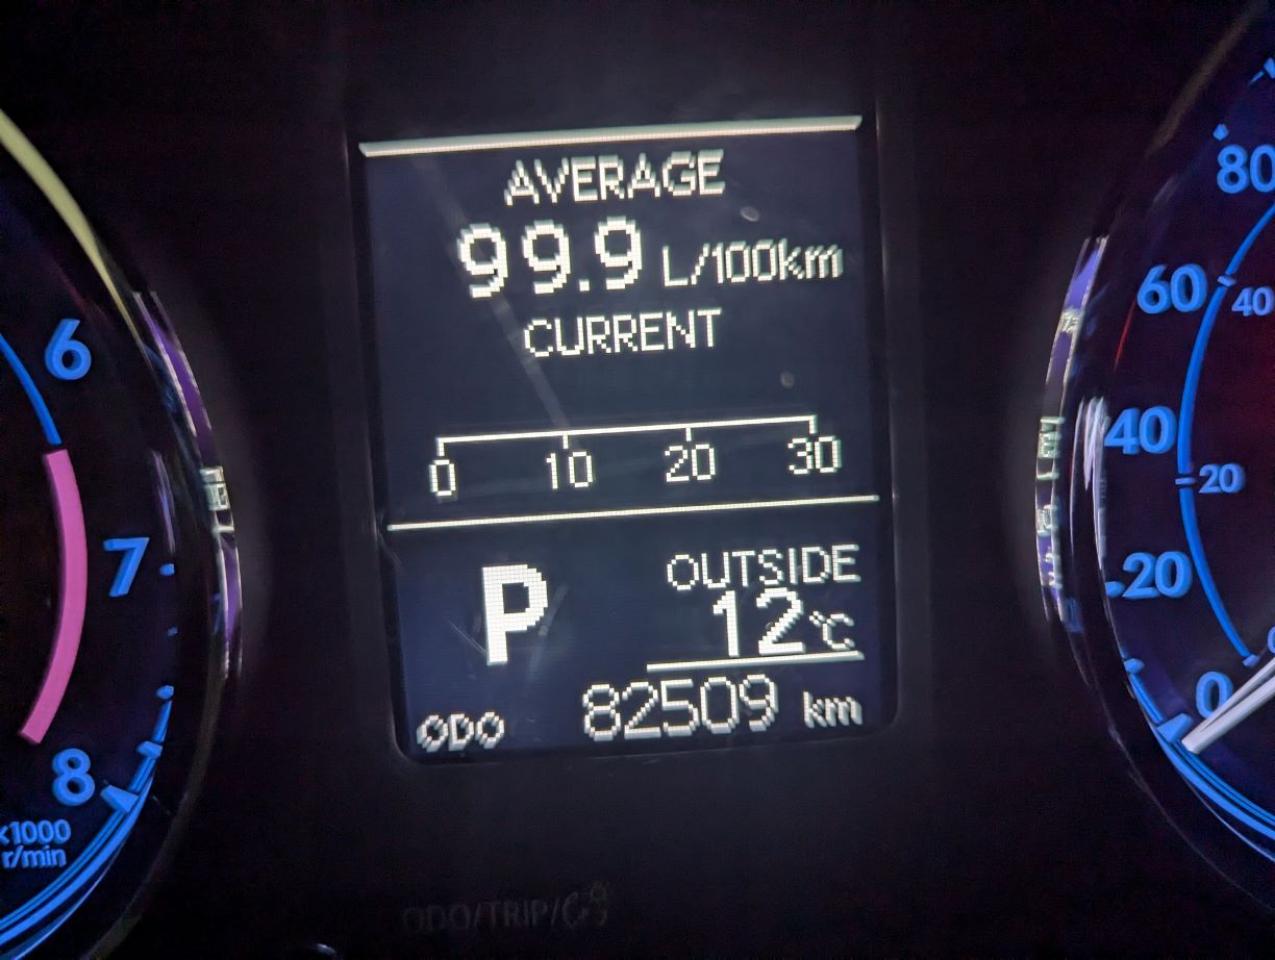 AVERAGE
99.9 L/100km
CURRENT
0 10 20 30
P
OUTSIDE
12°C
ODO 82509 km
6
7
8
x1000
r/min
80
60
40
40
20
20
0
ODO/TRIP/